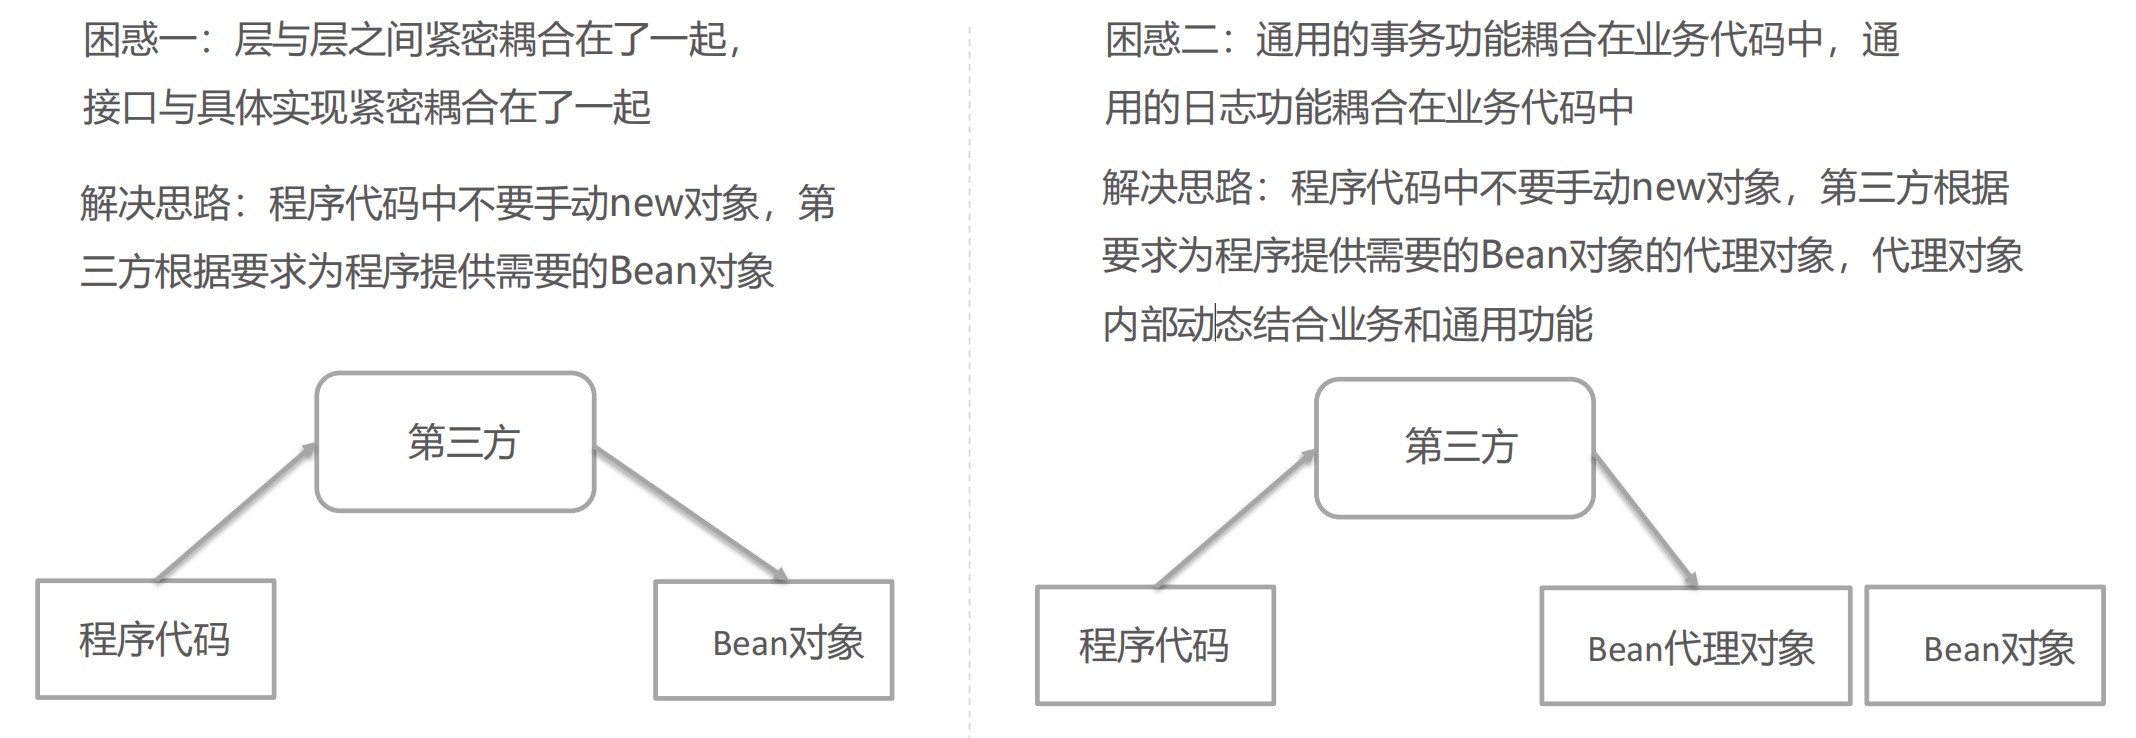 困惑一：层与层之间紧密耦合在了一起，
接口与具体实现紧密耦合在了一起
解决思路：程序代码中不要手动new对象，第
三方根据要求为程序提供需要的Bean对象
第三方
程序代码
Bean对象
困惑二：通用的事务功能耦合在业务代码中，通
用的日志功能耦合在业务代码中
解决思路：程序代码中不要手动new对象，第三方根据
要求为程序提供需要的Bean对象的代理对象，代理对象
内部动态结合业务和通用功能
第三方
程序代码
Bean代理对象
Bean对象